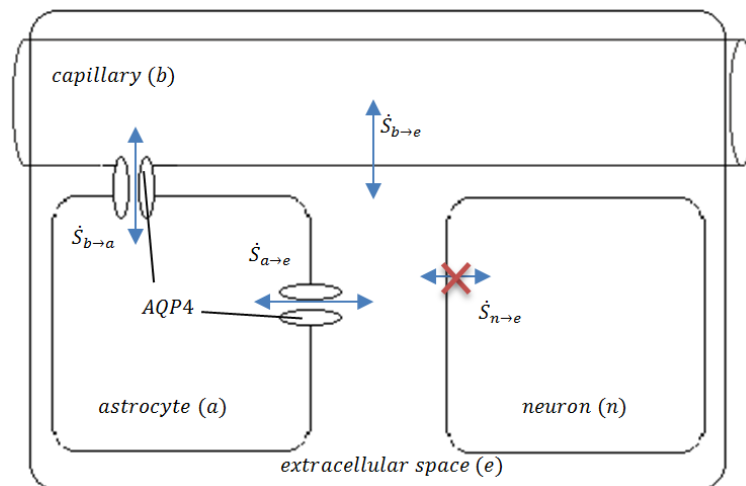 capillary (b)
Ṡb→e
Ṡb→a
Ṡa→e
AQP4
Ṡn→e
astrocyte (a)
neuron (n)
extracellular space (e)